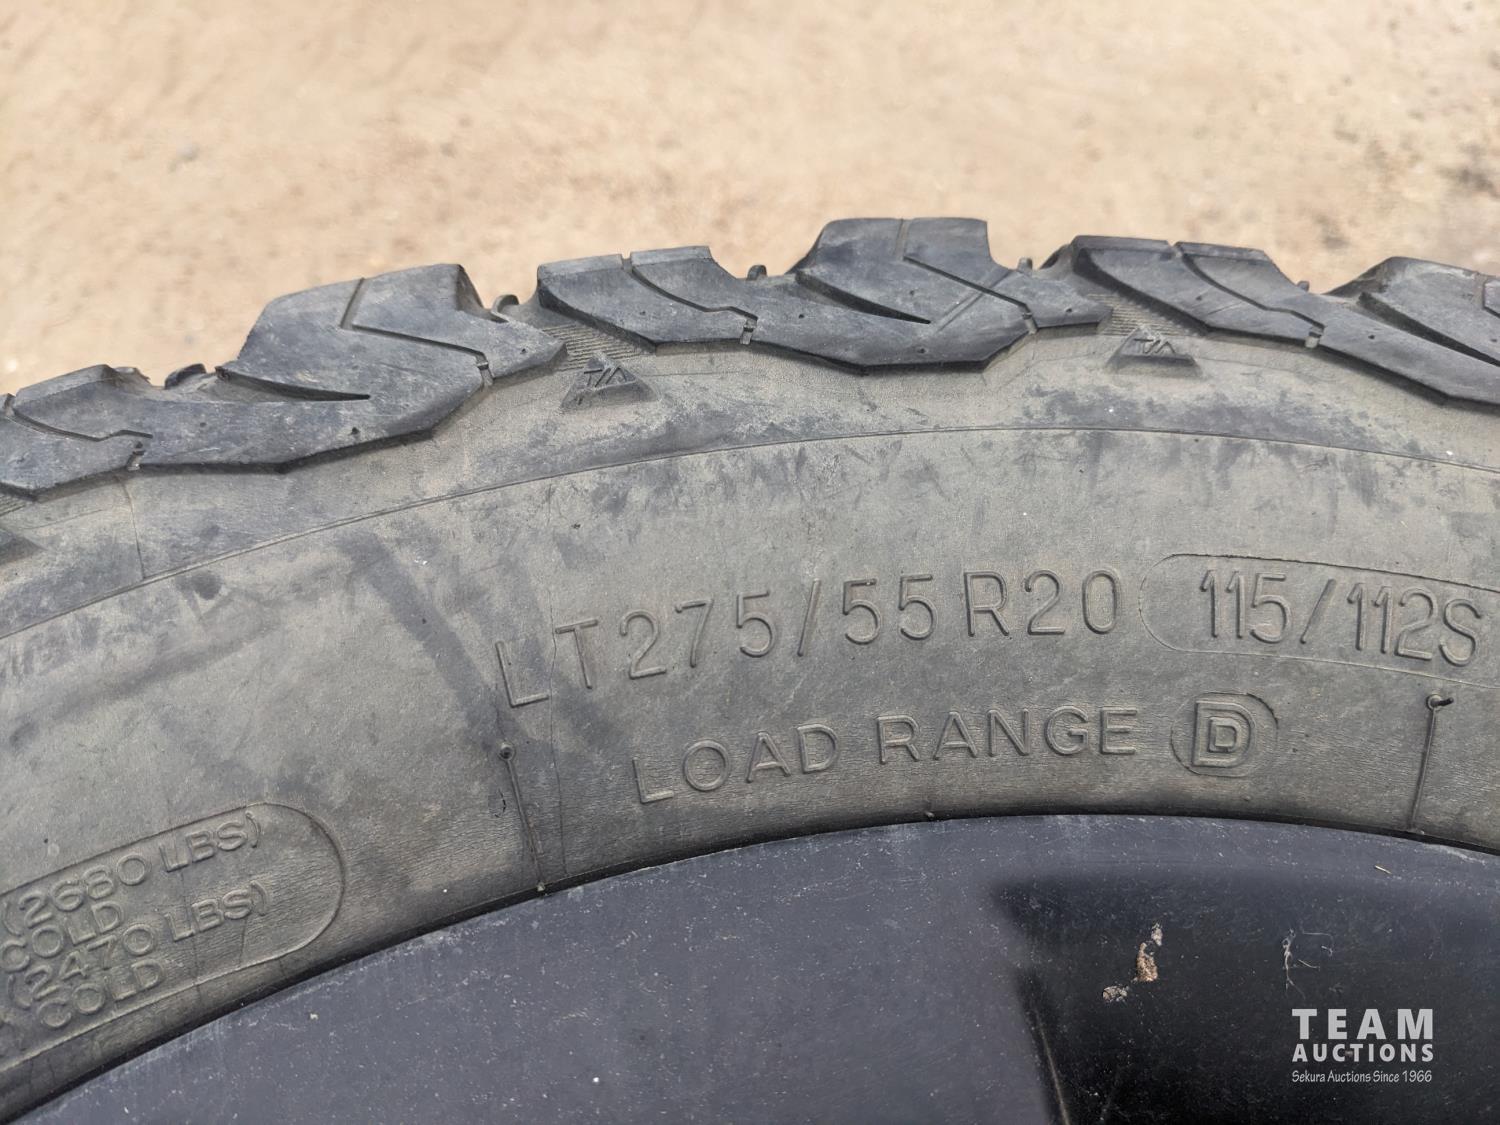 LT275/55R20 115/112S
LOAD RANGE D
(2680 LBS)
COLD
(2470 LBS)
COLD
T/A
T/A
TEAM
AUCTIONS
Sekura Auctions Since 1966